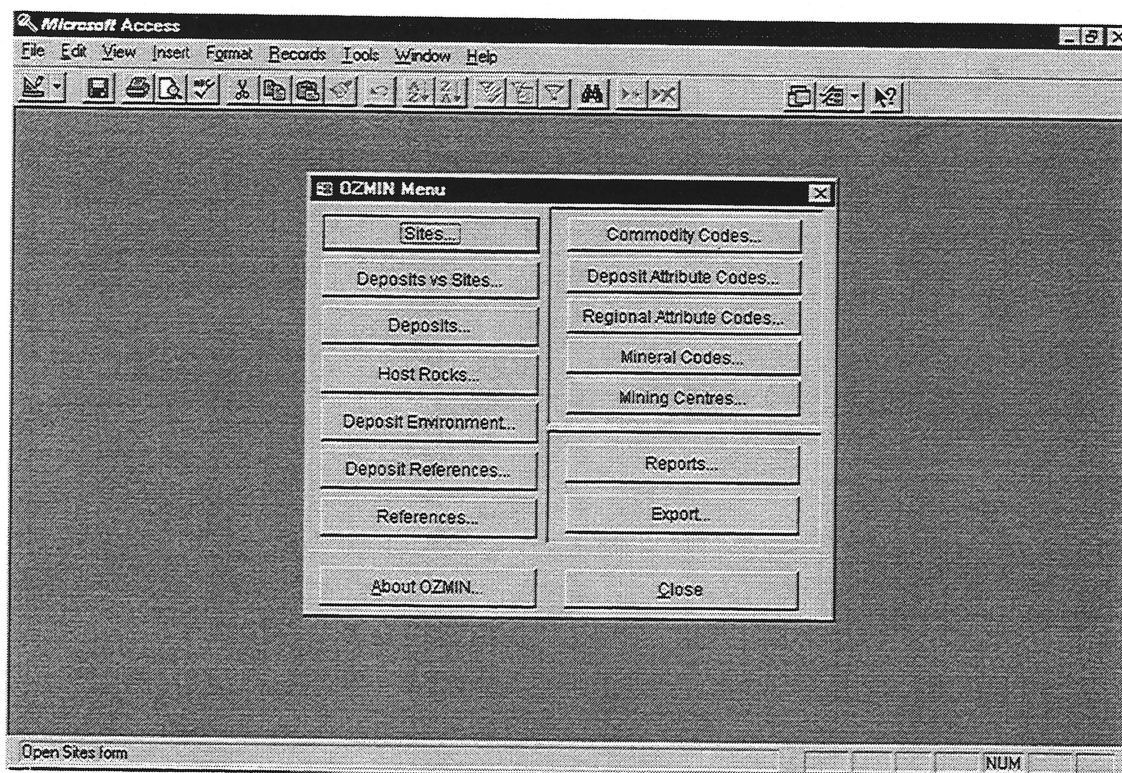 Microsoft Access
File Edit View Insert Format Records Tools Window Help
OZMIN Menu
Sites...
Deposits vs Sites...
Deposits...
Host Rocks...
Deposit Environment...
Deposit References...
References...
About OZMIN...
Commodity Codes...
Deposit Attribute Codes...
Regional Attribute Codes...
Mineral Codes...
Mining Centres...
Reports...
Export...
Close
Open Sites form
NUM